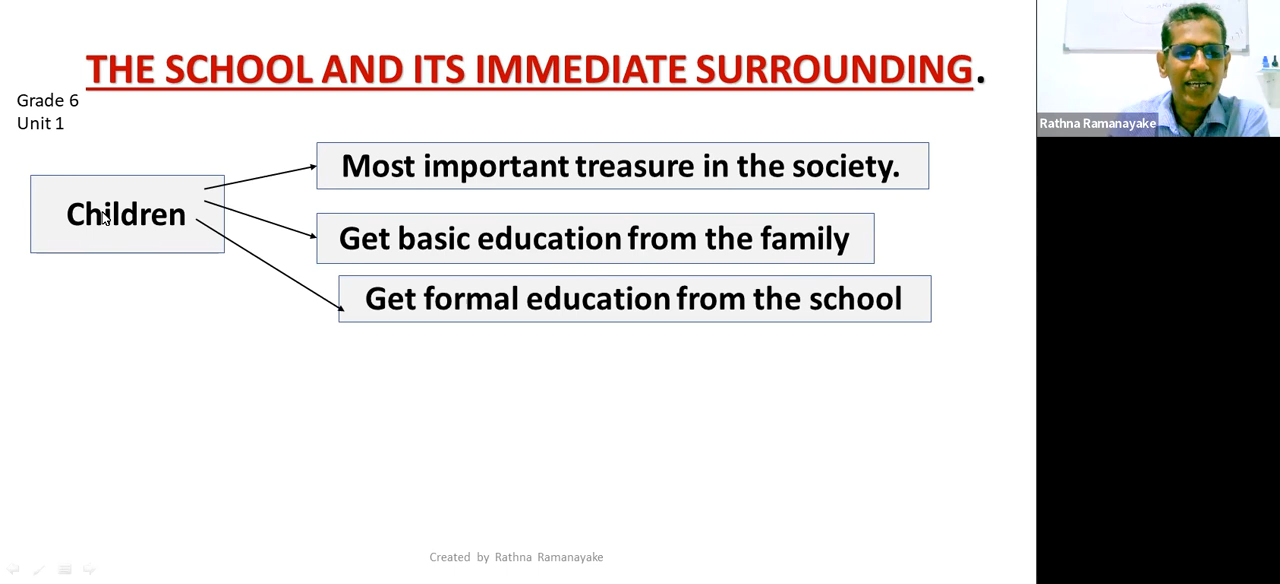 THE SCHOOL AND ITS IMMEDIATE SURROUNDING.
Grade 6
Unit 1
Children
Most important treasure in the society.
Get basic education from the family
Get formal education from the school
Rathna Ramanayake
Created by Rathna Ramanayake